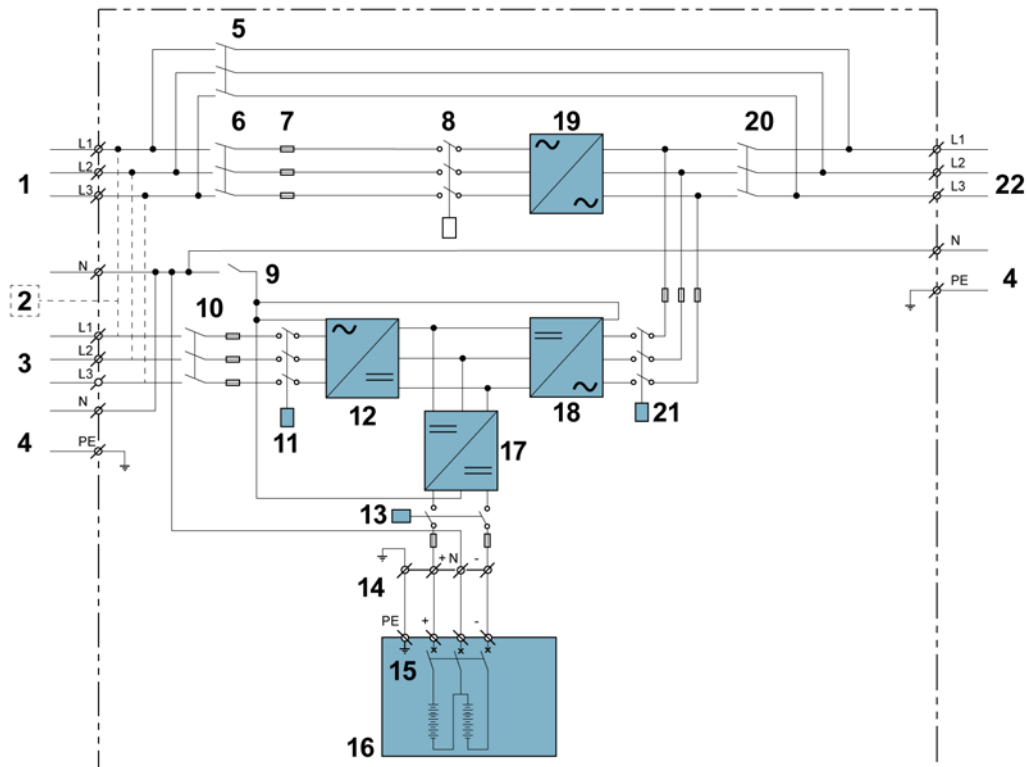 5
6 7 8 19 20
L1 L1
L2 L2
1 L3 L3 22
N
N 9 PE 4
2 10
L1
L2
3 L3
12 18 21
N 11
4 PE 17
13
+ N -
14
PE + -
15
16